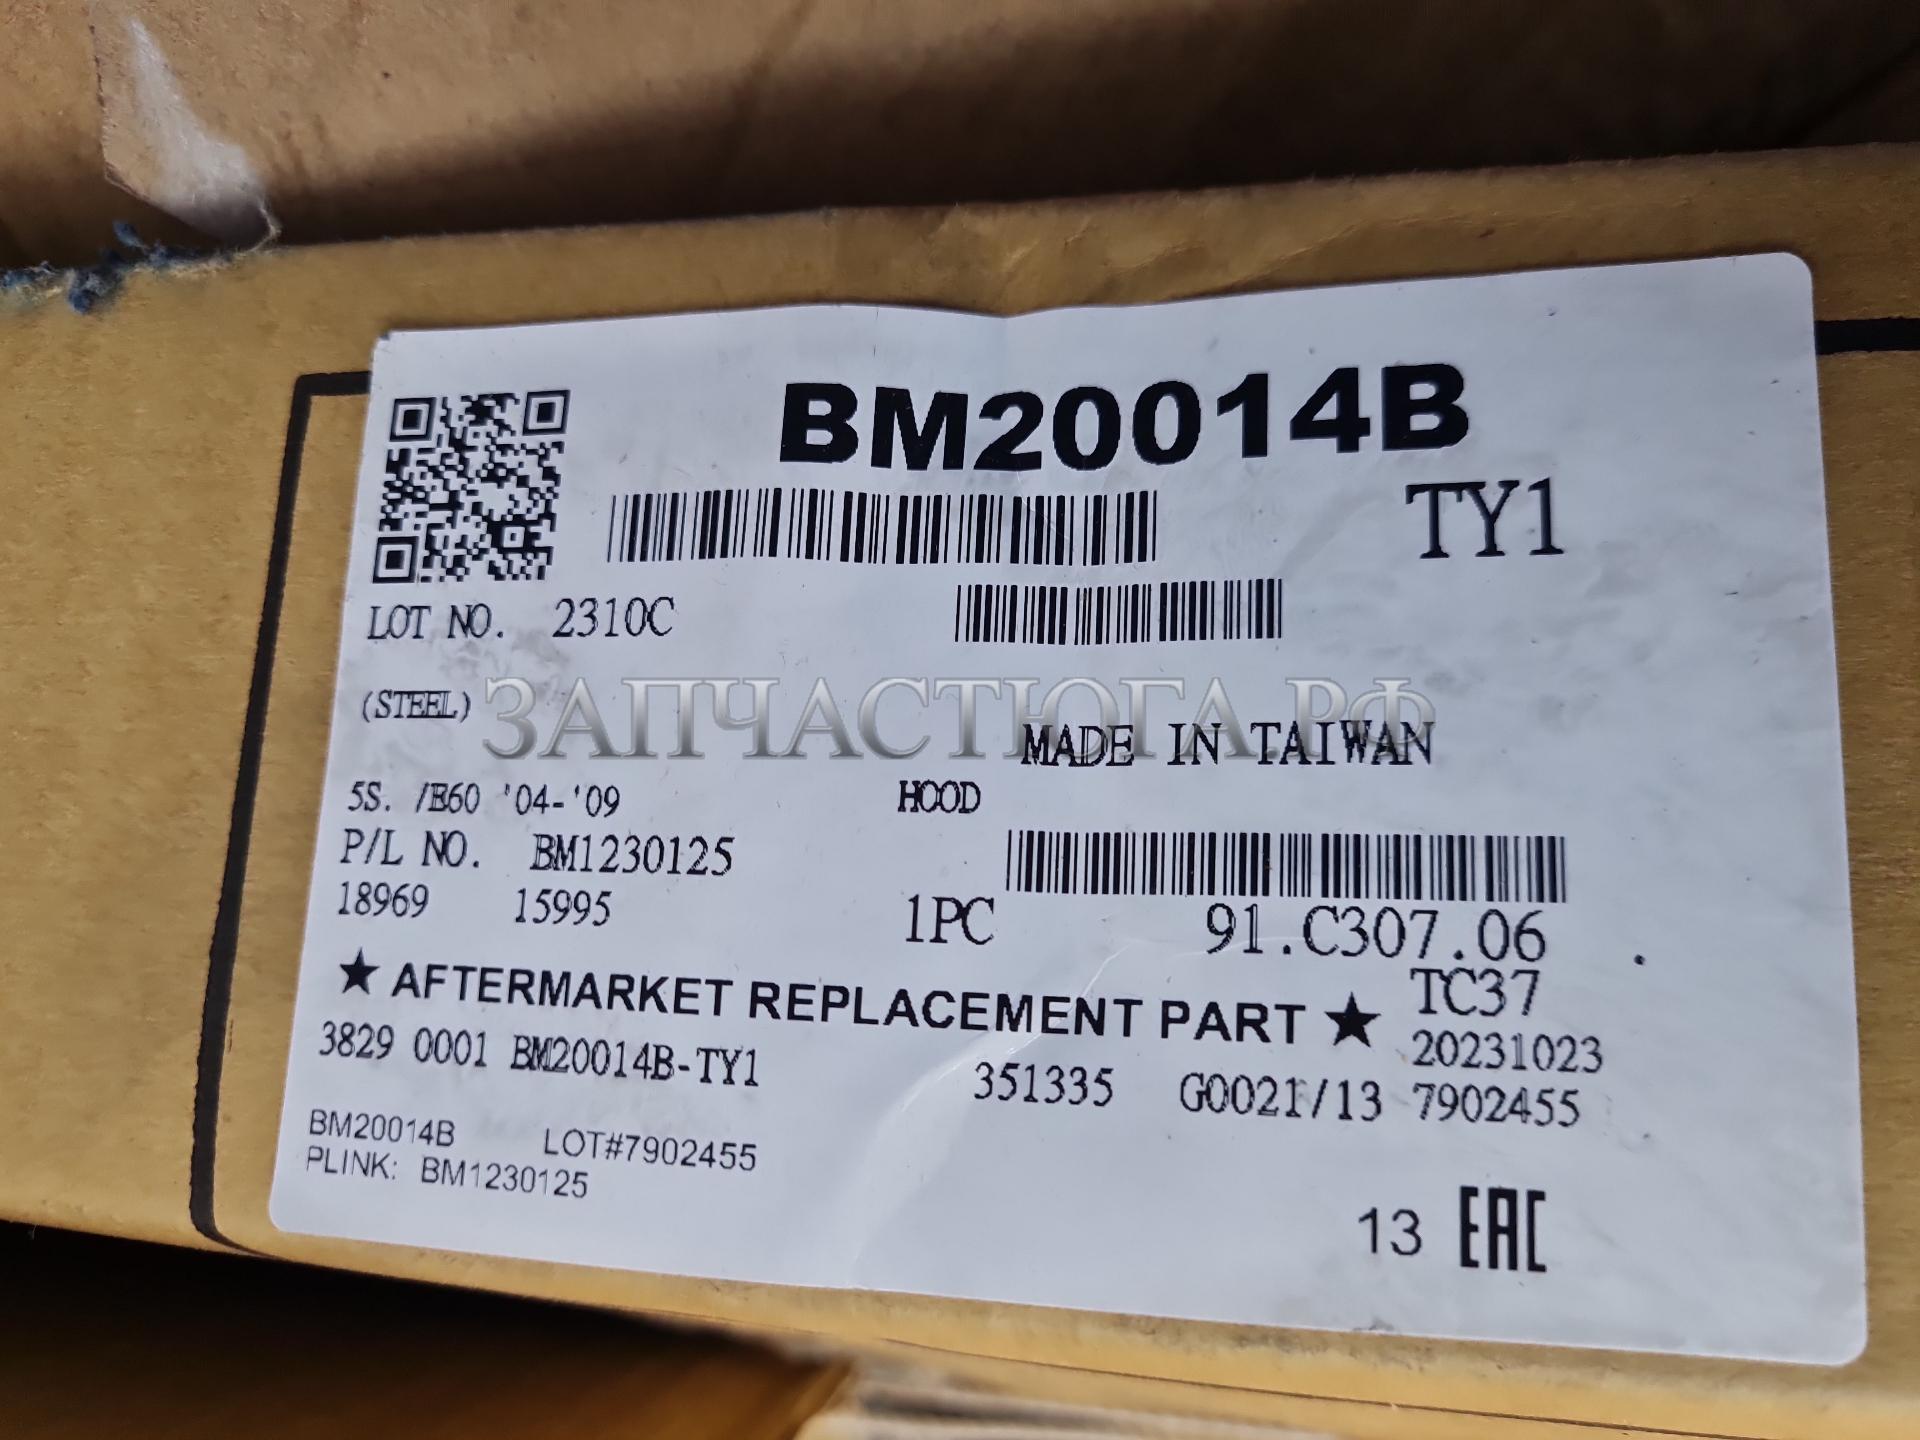 BM20014B
TY1
LOT NO. 2310C
(STEEL)
ЗАПЧАСТЮГА.РФ
MADE IN TAIWAN
5S. /E60 '04-'09 HOOD
P/L NO. BM1230125
18969 15995 1PC 91.C307.06
★ AFTERMARKET REPLACEMENT PART ★ TC37
20231023
3829 0001 BM20014B-TY1 351335 G0021/13 7902455
BM20014B LOT#7902455
PLINK: BM1230125
13 EAC